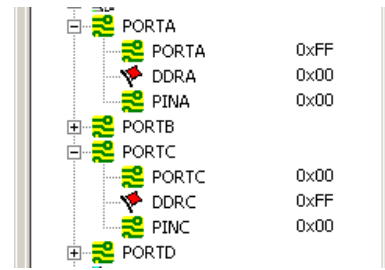 PORTA
PORTA 0xFF
DDRA 0x00
PINA 0x00
PORTB
PORTC
PORTC 0x00
DDRC 0xFF
PINC 0x00
PORTD